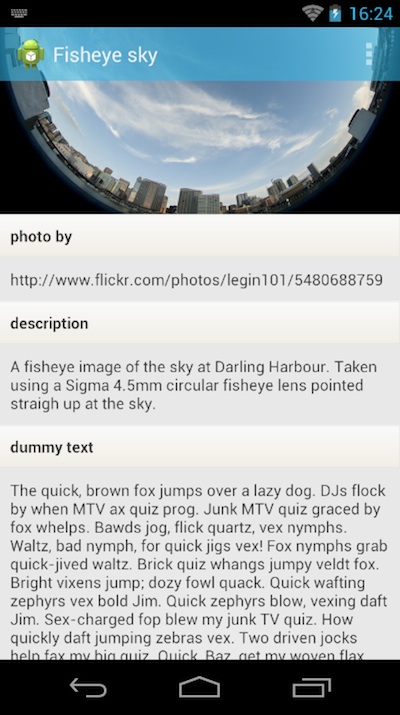 16:24
Fisheye sky
photo by
http://www.flickr.com/photos/legin101/5480688759
description
A fisheye image of the sky at Darling Harbour. Taken
using a Sigma 4.5mm circular fisheye lens pointed
straigh up at the sky.
dummy text
The quick, brown fox jumps over a lazy dog. DJs flock
by when MTV ax quiz prog. Junk MTV quiz graced by
fox whelps. Bawds jog, flick quartz, vex nymphs.
Waltz, bad nymph, for quick jigs vex! Fox nymphs grab
quick-jived waltz. Brick quiz whangs jumpy veldt fox.
Bright vixens jump; dozy fowl quack. Quick wafting
zephyrs vex bold Jim. Quick zephyrs blow, vexing daft
Jim. Sex-charged fop blew my junk TV quiz. How
quickly daft jumping zebras vex. Two driven jocks
help fax my big quiz. Quick, Baz, get my woven flax